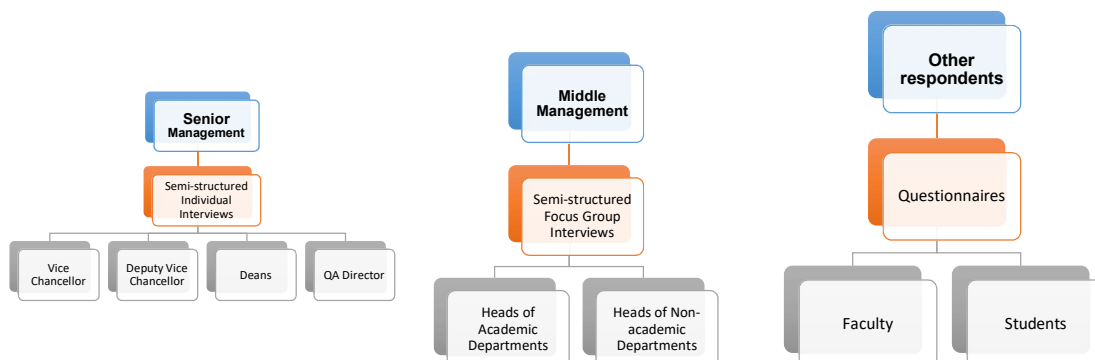 Senior
Management
Semi-structured
Individual
Interviews
Vice
Chancellor
Deputy Vice
Chancellor
Deans
QA Director
Middle
Management
Semi-structured
Focus Group
Interviews
Heads of
Academic
Departments
Heads of Non-
academic
Departments
Other
respondents
Questionnaires
Faculty
Students